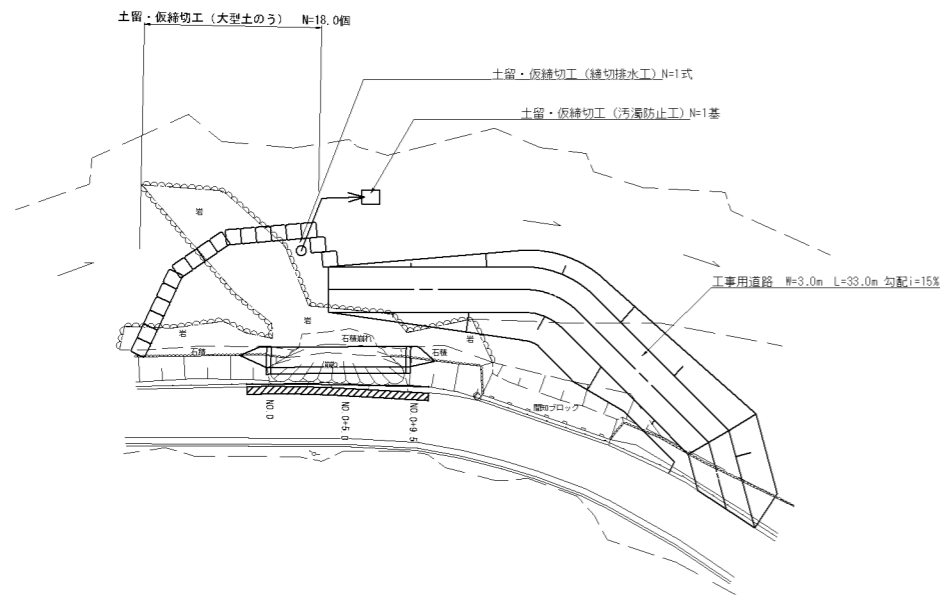 土留・仮締切工（大型土のう）　N=18.0個
土留・仮締切工（締切排水工）N=1式
土留・仮締切工（汚濁防止工）N=1基
岩
工事用道路　W=3.0m　L=33.0m 勾配i=15%
岩
岩
石積崩れ
岩
石積
石積
間知ブロック
NO.0
NO.0+5.0
NO.0+9.5